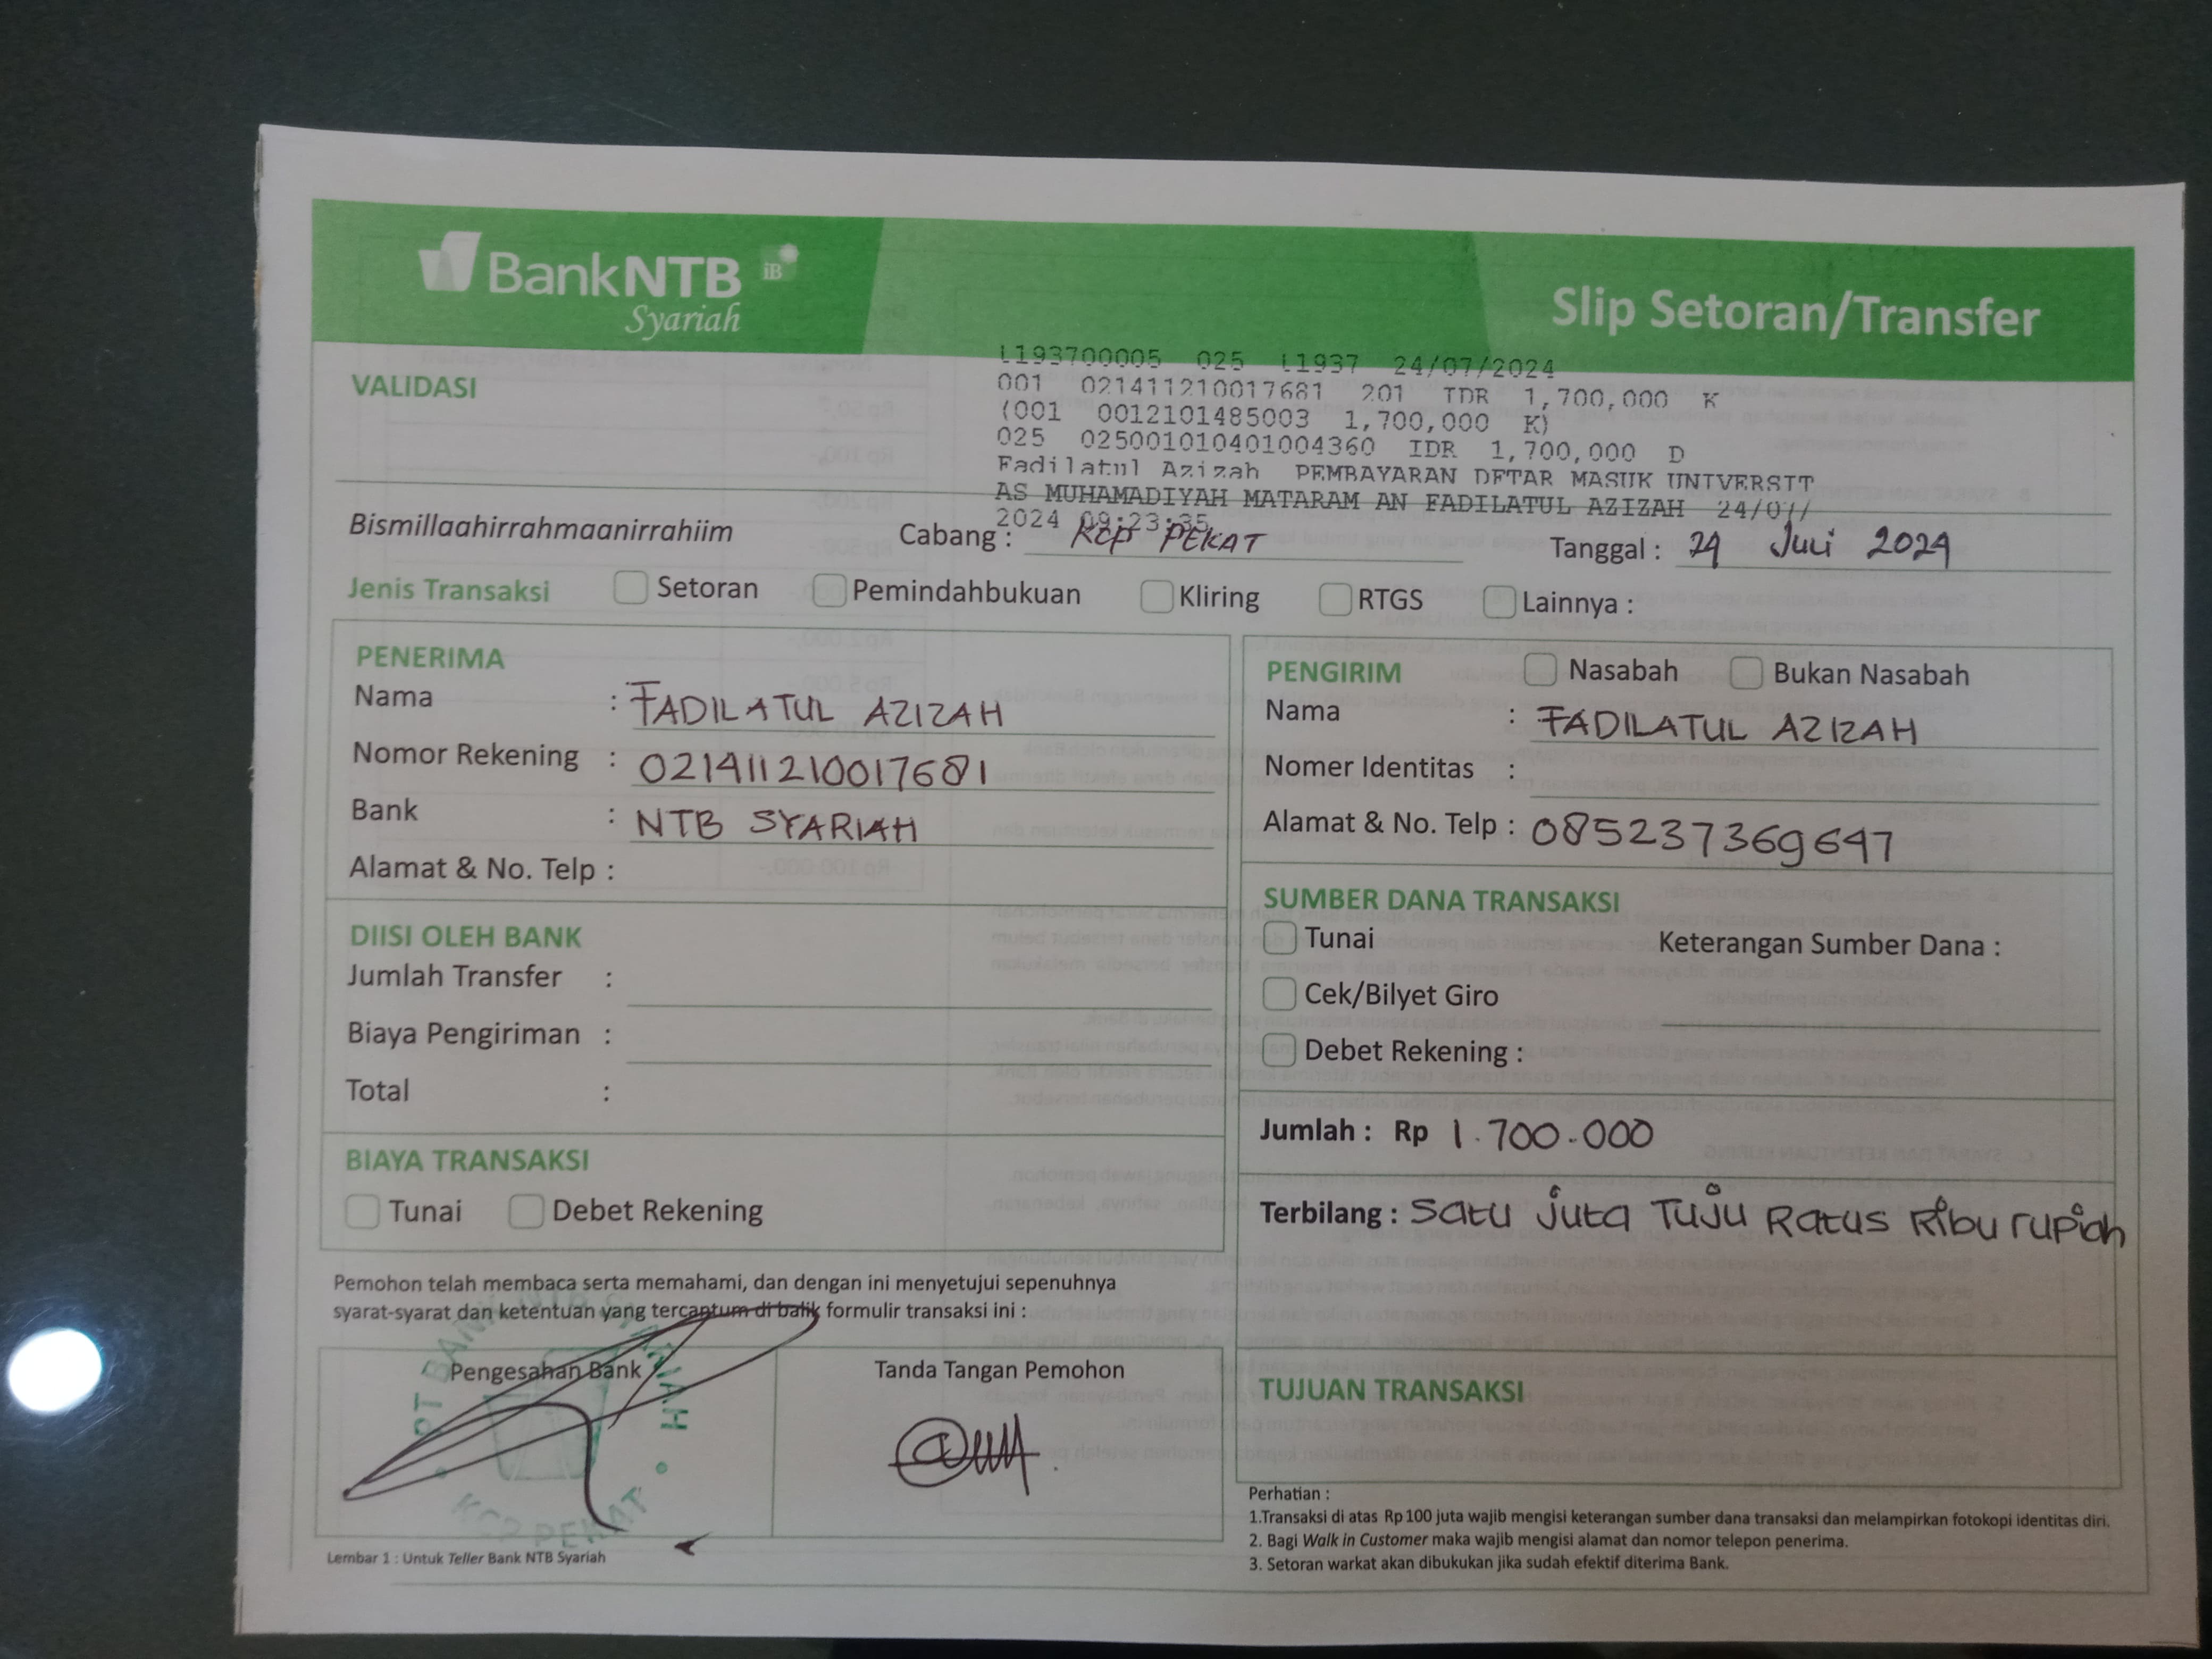 BankNTB iB
Syariah
Slip Setoran/Transfer
VALIDASI
L193700005 025 L1937 24/07/2024
001 021411210017681 201 IDR 1,700,000 K
(001 0012101485003 1,700,000 K)
025 025001010401004360 IDR 1,700,000 D
Fadilatul Azizah PEMBAYARAN DFTAR MASUK UNIVERSIT
AS MUHAMADIYAH MATARAM AN FADILATUL AZIZAH 24/07/
2024 09:23:35
Bismillaahirrahmaanirrahiim Cabang : KCP PEKAT Tanggal : 24 Juli 2024
Jenis Transaksi Setoran Pemindahbukuan Kliring RTGS Lainnya :
PENERIMA
Nama : FADILATUL AZIZAH
Nomor Rekening : 021411210017681
Bank : NTB SYARIAH
Alamat & No. Telp :
PENGIRIM Nasabah Bukan Nasabah
Nama : FADILATUL AZIZAH
Nomer Identitas :
Alamat & No. Telp : 085237369647
DIISI OLEH BANK
Jumlah Transfer :
Biaya Pengiriman :
Total :
SUMBER DANA TRANSAKSI
Tunai Keterangan Sumber Dana :
Cek/Bilyet Giro
Debet Rekening :
Jumlah : Rp 1.700.000
BIAYA TRANSAKSI
Tunai Debet Rekening
Terbilang : Satu juta Tuju Ratus Ribu rupiah
Pemohon telah membaca serta memahami, dan dengan ini menyetujui sepenuhnya
syarat-syarat dan ketentuan yang tercantum di balik formulir transaksi ini :
Pengesahan Bank Tanda Tangan Pemohon
PT BANK NTB SYARIAH
KCP PEKAT
TUJUAN TRANSAKSI
Lembar 1 : Untuk Teller Bank NTB Syariah
Perhatian :
1.Transaksi di atas Rp 100 juta wajib mengisi keterangan sumber dana transaksi dan melampirkan fotokopi identitas diri.
2. Bagi Walk in Customer maka wajib mengisi alamat dan nomor telepon penerima.
3. Setoran warkat akan dibukukan jika sudah efektif diterima Bank.